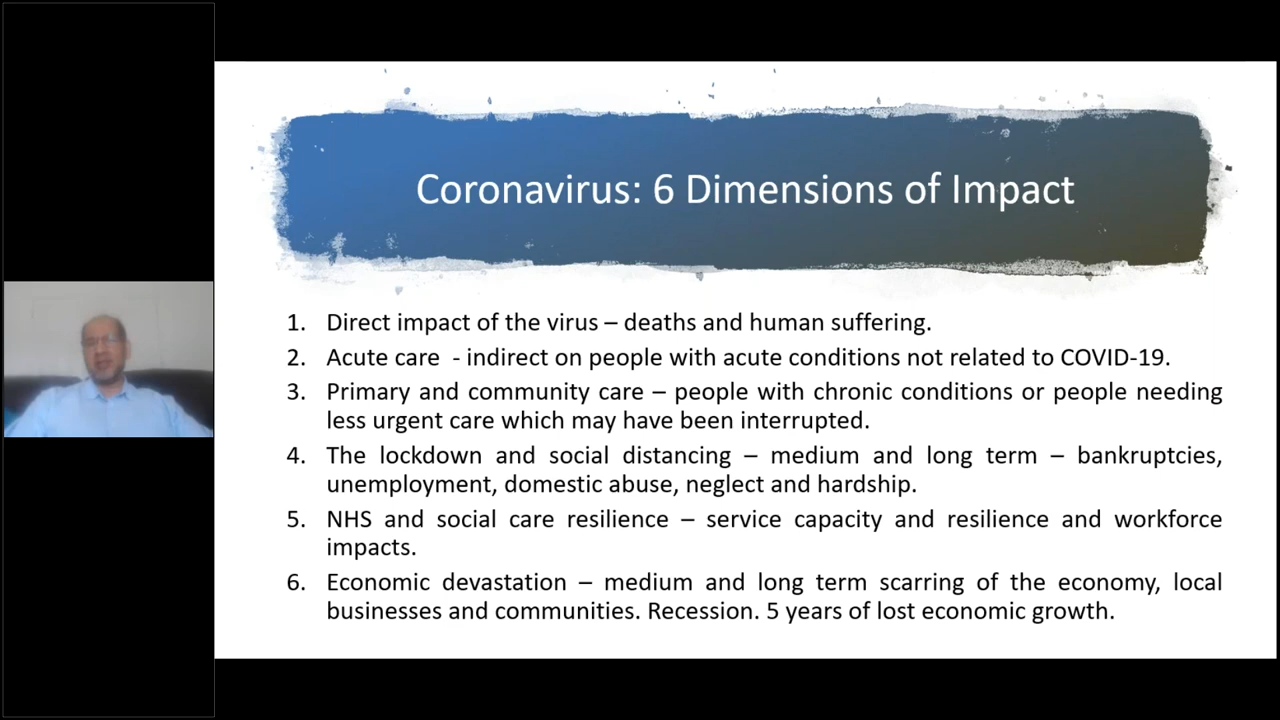 Coronavirus: 6 Dimensions of Impact
1. Direct impact of the virus – deaths and human suffering.
2. Acute care  - indirect on people with acute conditions not related to COVID-19.
3. Primary and community care – people with chronic conditions or people needing
less urgent care which may have been interrupted.
4. The lockdown and social distancing – medium and long term – bankruptcies,
unemployment, domestic abuse, neglect and hardship.
5. NHS and social care resilience – service capacity and resilience and workforce
impacts.
6. Economic devastation – medium and long term scarring of the economy, local
businesses and communities. Recession. 5 years of lost economic growth.